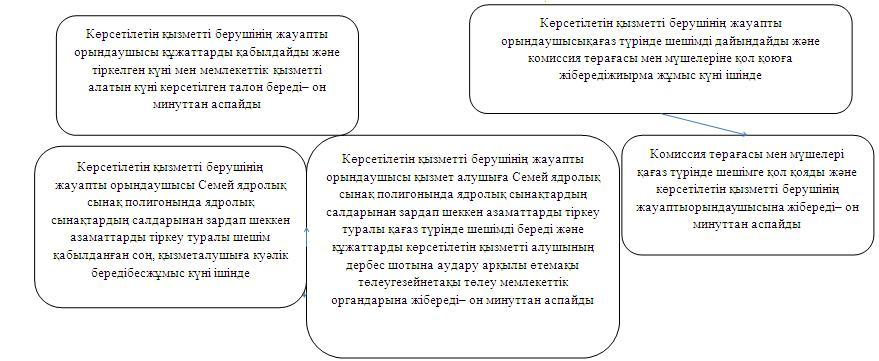 Көрсетілетін қызметті берушінің жауапты
орындаушысы құжаттарды қабылдайды және
тіркелген күні мен мемлекеттік қызметті
алатын күні көрсетілген талон береді– он
минуттан аспайды
Көрсетілетін қызметті берушінің жауапты
орындаушысықағаз түрінде шешімді дайындайды және
комиссия төрағасы мен мүшелеріне қол қоюға
жібередіжиырма жұмыс күні ішінде
Комиссия төрағасы мен мүшелері
қағаз түрінде шешімге қол қояды және
көрсетілетін қызметті берушінің
жауаптыорындаушысына жібереді– он
минуттан аспайды
Көрсетілетін қызметті берушінің жауапты
орындаушысы қызмет алушыға Семей ядролық
сынақ полигонында ядролық сынақтардың
салдарынан зардап шеккен азаматтарды тіркеу
туралы қағаз түрінде шешімді береді және
құжаттарды көрсетілетін қызметті алушының
дербес шотына аудару арқылы өтемақы
төлеугезейнетақы төлеу мемлекеттік
органдарына жібереді– он минуттан аспайды
Көрсетілетін қызметті берушінің
жауапты орындаушысы Семей ядролық
сынақ полигонында ядролық
сынақтардың салдарынан зардап шеккен
азаматтарды тіркеу туралы шешім
қабылданған соң, қызметалушыға куәлік
бередібесжұмыс күні ішінде